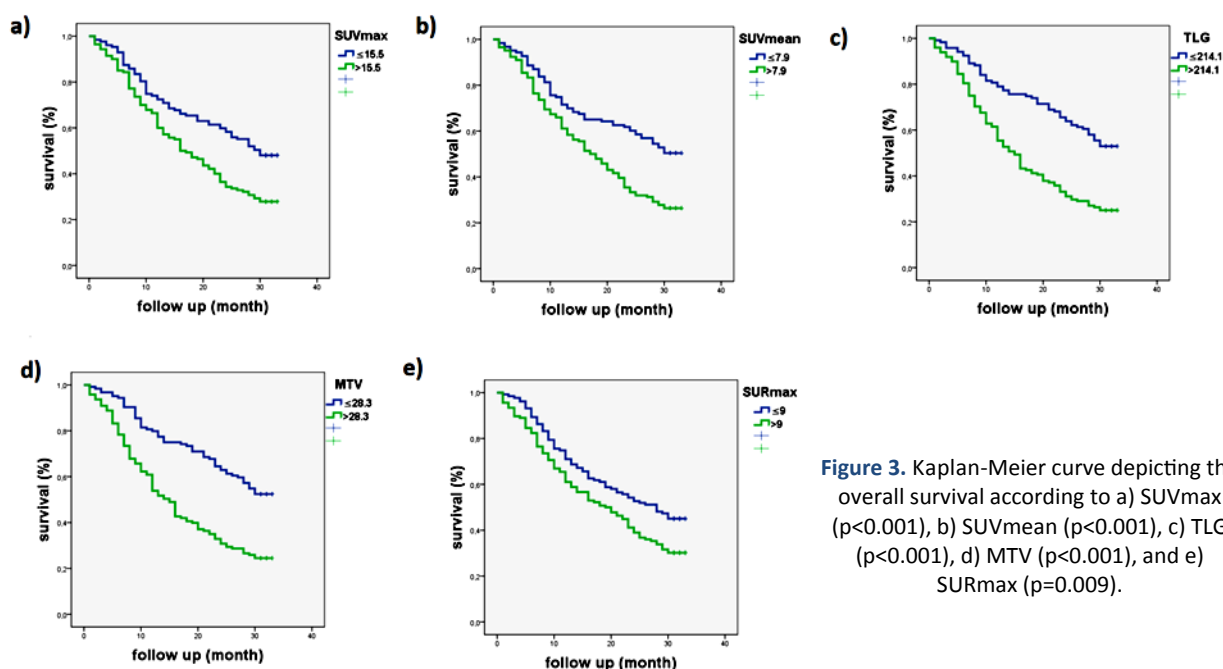 a)
SUVmax
≤15.5
>15.5
survival (%)
1,0
0,8
0,6
0,4
0,2
0,0
0 10 20 30 40
follow up (month)
b)
SUVmean
≤7.9
>7.9
survival (%)
1,0
0,8
0,6
0,4
0,2
0,0
0 10 20 30 40
follow up (month)
c)
TLG
≤214.1
>214.1
survival (%)
1,0
0,8
0,6
0,4
0,2
0,0
0 10 20 30 40
follow up (month)
d)
MTV
≤28.3
>28.3
survival (%)
1,0
0,8
0,6
0,4
0,2
0,0
0 10 20 30 40
follow up (month)
e)
SURmax
≤9
>9
survival (%)
1,0
0,8
0,6
0,4
0,2
0,0
0 10 20 30 40
follow up (month)
Figure 3. Kaplan-Meier curve depicting th
overall survival according to a) SUVmax
(p<0.001), b) SUVmean (p<0.001), c) TLG
(p<0.001), d) MTV (p<0.001), and e)
SURmax (p=0.009).